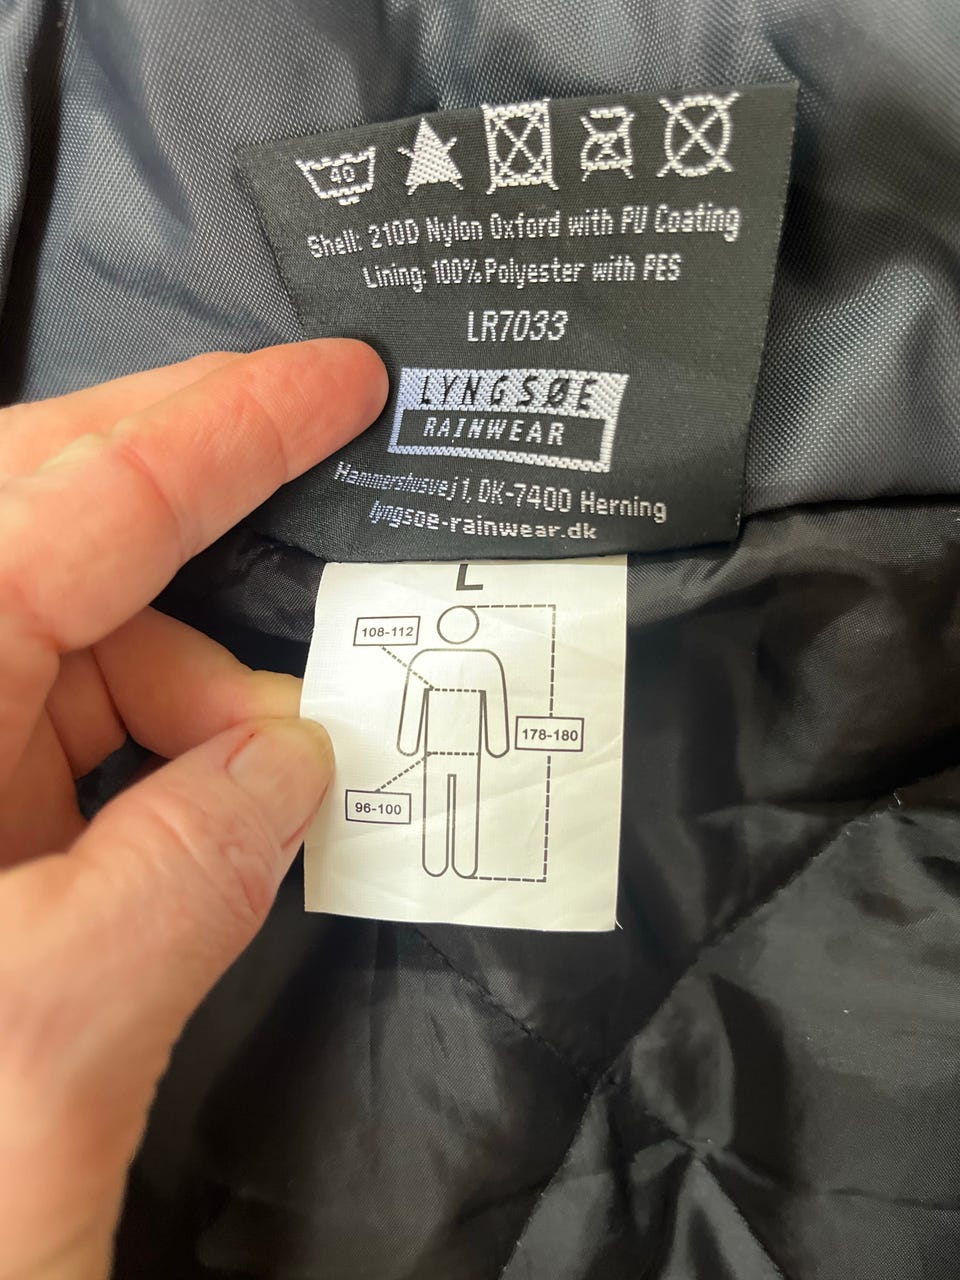 40
Shell: 210D Nylon Oxford with PU Coating
Lining: 100% Polyester with PES
LR7033
LYNGSØE
RAINWEAR
Hammershusvej 1, DK-7400 Herning
lyngsoe-rainwear.dk
L
108-112
178-180
96-100